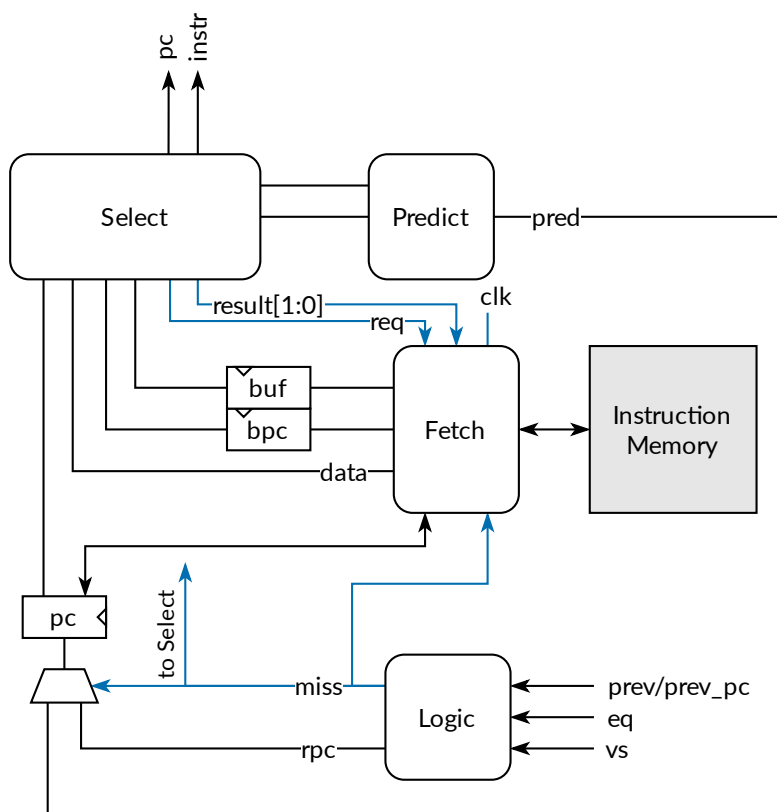 pc
instr
Select
Predict
pred
result[1:0]
clk
req
buf
bpc
data
Fetch
Instruction
Memory
pc
to Select
miss
rpc
Logic
prev/prev_pc
eq
vs